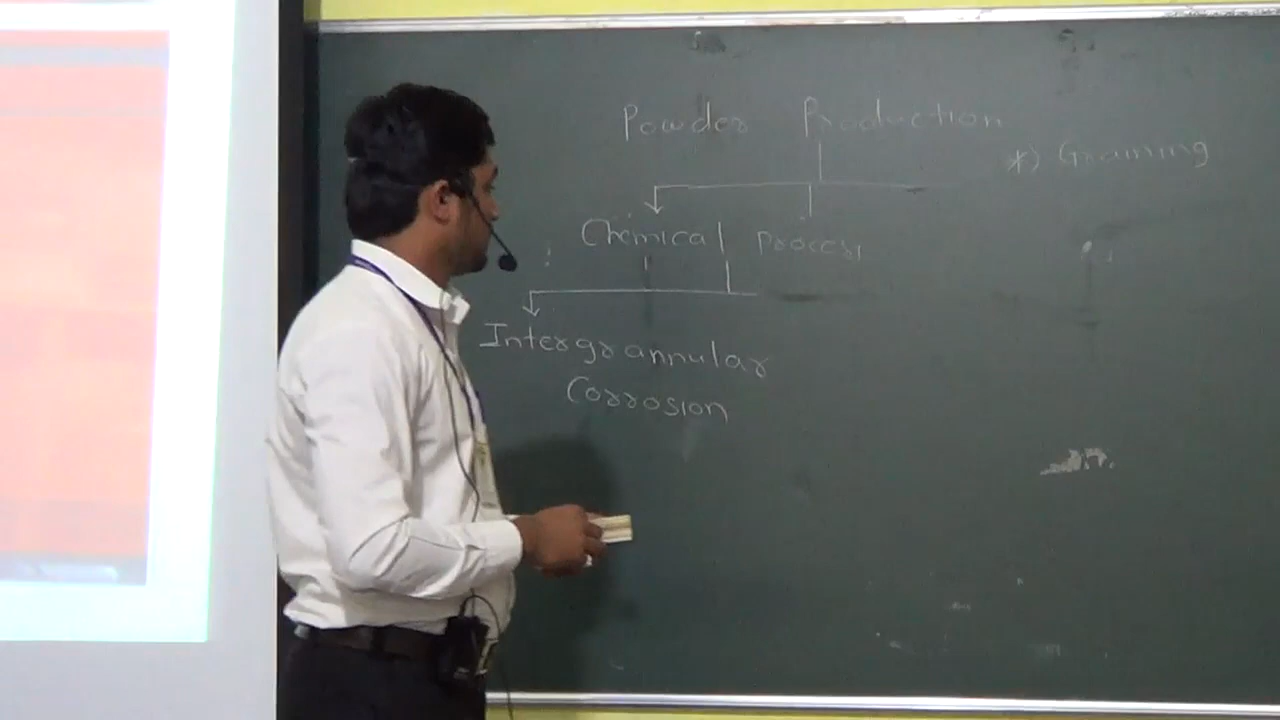 Powder Production
*) Graining
Chemical Process
Intergrannular
Corrosion